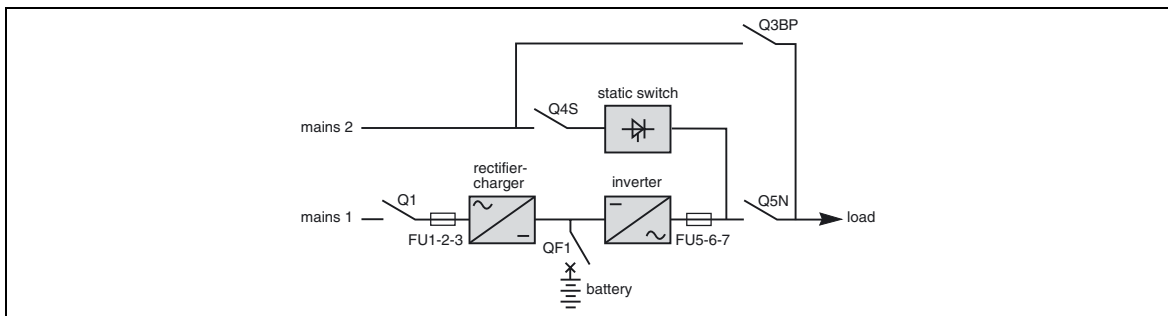 Q3BP
static switch
Q4S
mains 2
rectifier-
charger
inverter
Q1
Q5N
mains 1
load
FU1-2-3
QF1
FU5-6-7
battery